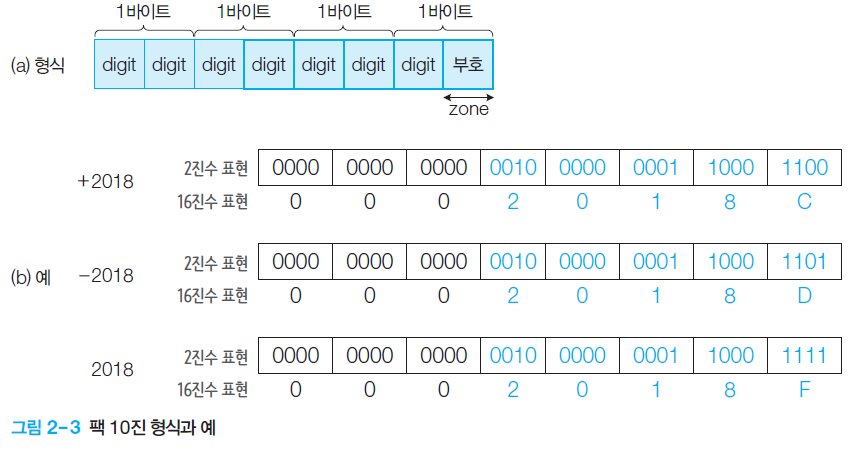 1바이트 1바이트 1바이트 1바이트
(a) 형식 digit digit digit digit digit digit digit 부호
zone
+2018 2진수 표현 0000 0000 0000 0010 0000 0001 1000 1100
16진수 표현 0 0 0 2 0 1 8 C
(b) 예 −2018 2진수 표현 0000 0000 0000 0010 0000 0001 1000 1101
16진수 표현 0 0 0 2 0 1 8 D
2018 2진수 표현 0000 0000 0000 0010 0000 0001 1000 1111
16진수 표현 0 0 0 2 0 1 8 F
그림 2-3 팩 10진 형식과 예